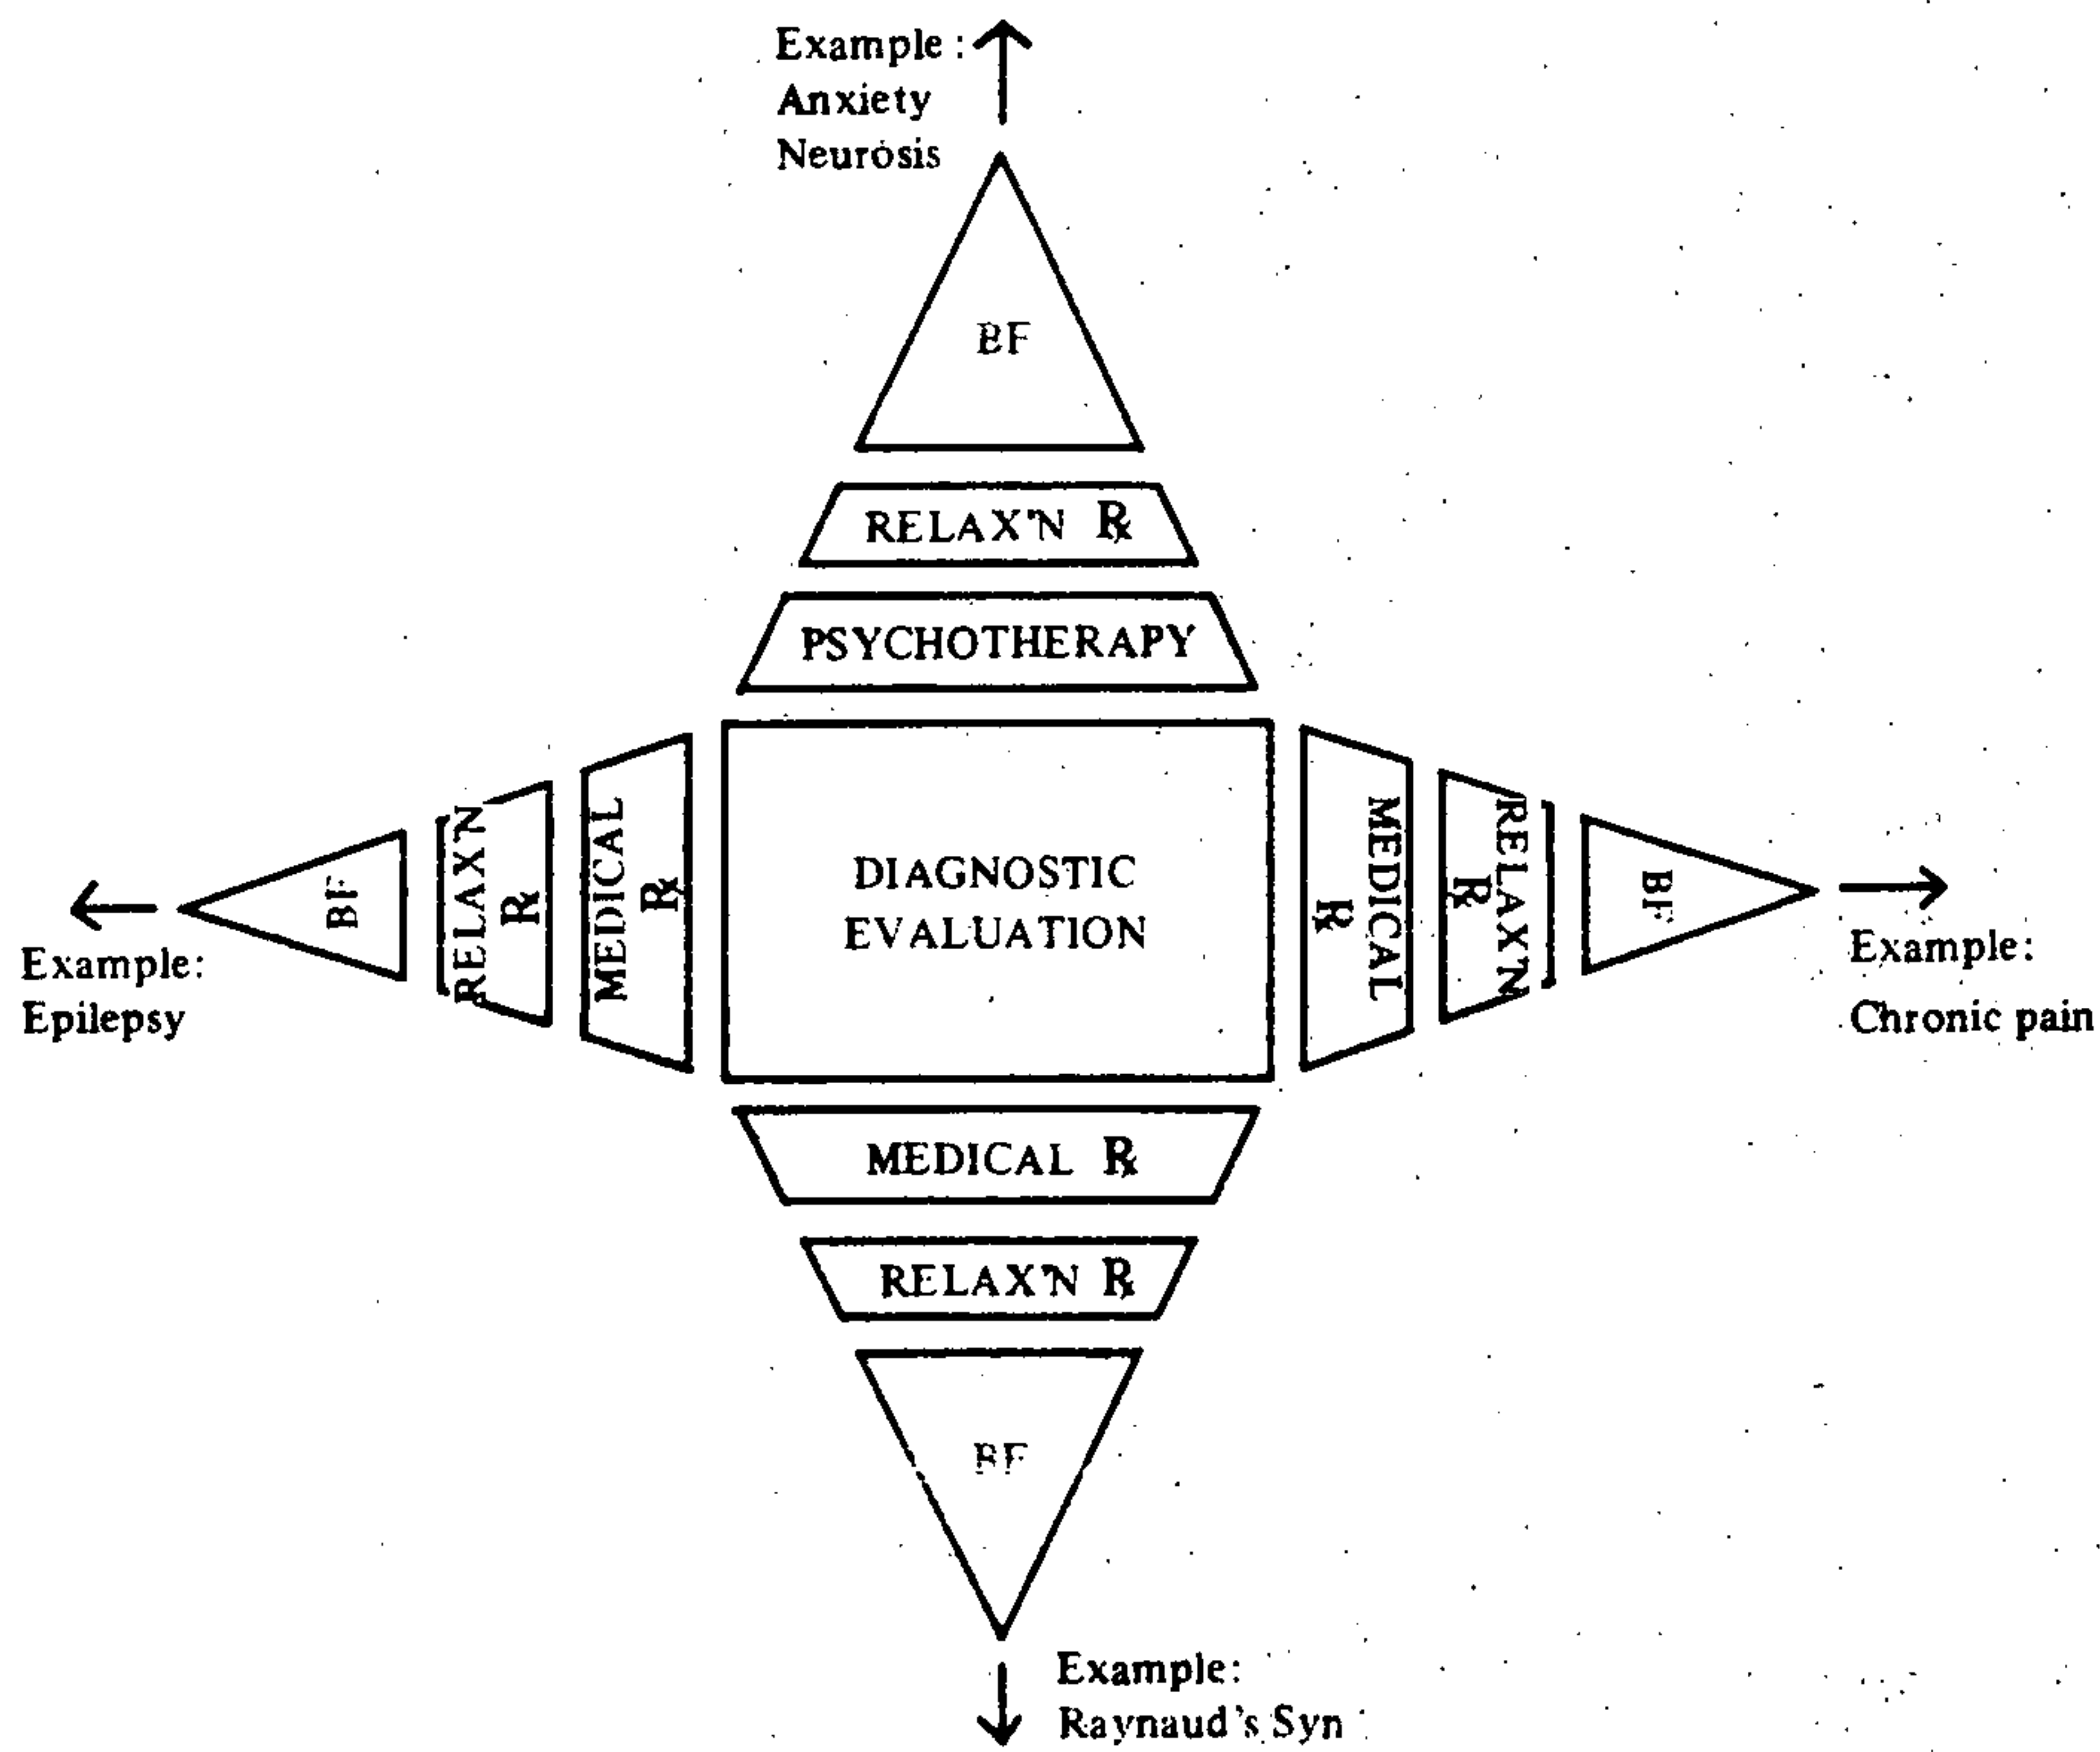 Example :
Anxiety
Neurosis
BF
RELAX'N ℞
PSYCHOTHERAPY
BF
RELAX'N
℞
MEDICAL
℞
DIAGNOSTIC
EVALUATION
MEDICAL
℞
RELAX'N
℞
BF
Example:
Epilepsy
Example:
Chronic pain
MEDICAL ℞
RELAX'N ℞
BF
Example:
Raynaud's Syn